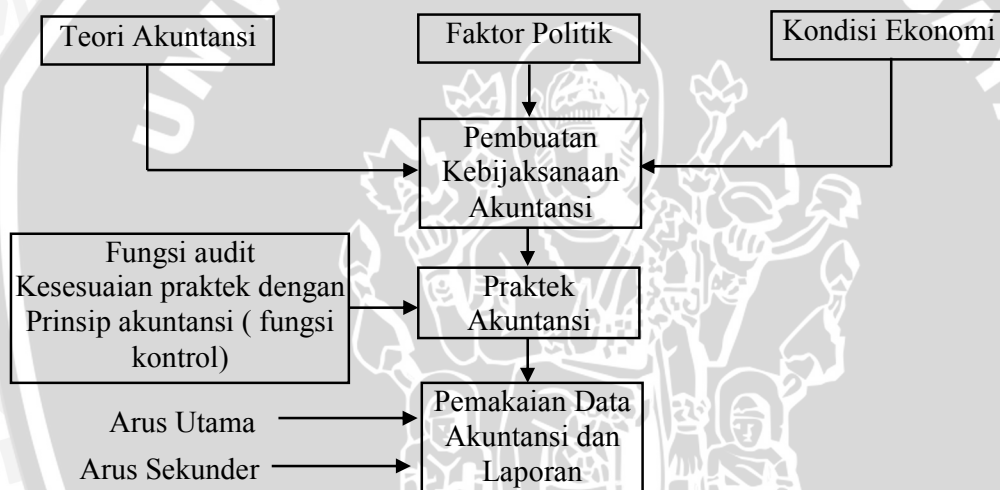 Teori Akuntansi
Faktor Politik
Kondisi Ekonomi
Pembuatan
Kebijaksanaan
Akuntansi
Fungsi audit
Kesesuaian praktek dengan
Prinsip akuntansi ( fungsi
kontrol)
Praktek
Akuntansi
Arus Utama
Arus Sekunder
Pemakaian Data
Akuntansi dan
Laporan
UN